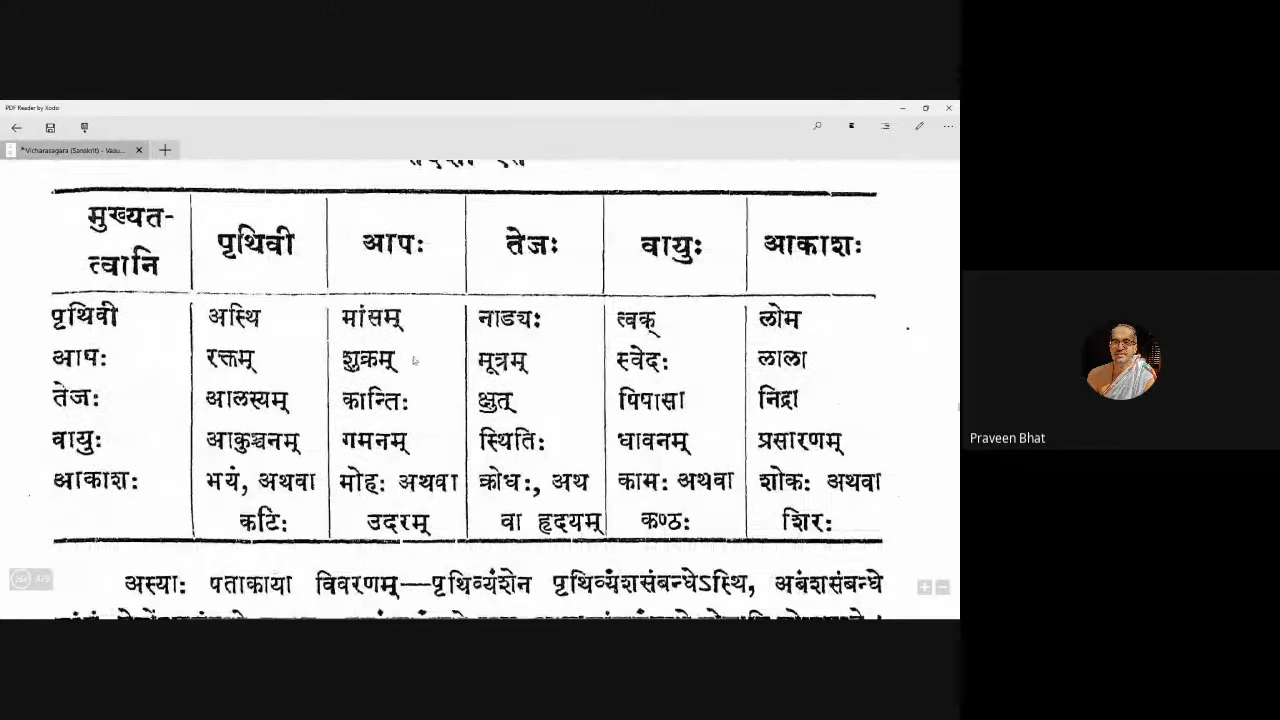 PDF Reader by Xodo
*Vicharasagara (Sanskrit) - Vasu...
मुख्यत- पृथिवी आपः तेजः वायुः आकाशः
त्वानि
पृथिवी अस्थि मांसम् नाड्यः त्वक् लोम
आपः रक्तम् शुक्रम् मूत्रम् स्वेदः लाला
तेजः आलस्यम् कान्तिः क्षुत् पिपासा निद्रा
वायुः आकुञ्चनम् गमनम् स्थितिः धावनम् प्रसारणम्
आकाशः भयं, अथवा मोहः अथवा क्रोधः, अथ कामः अथवा शोकः अथवा
कटिः उदरम् वा हृदयम् कण्ठः शिरः
अस्याः पताकाया विवरणम्—पृथिव्यंशेन पृथिव्यंशसंबन्धेऽस्थि, अबंशसंबन्धे
Praveen Bhat